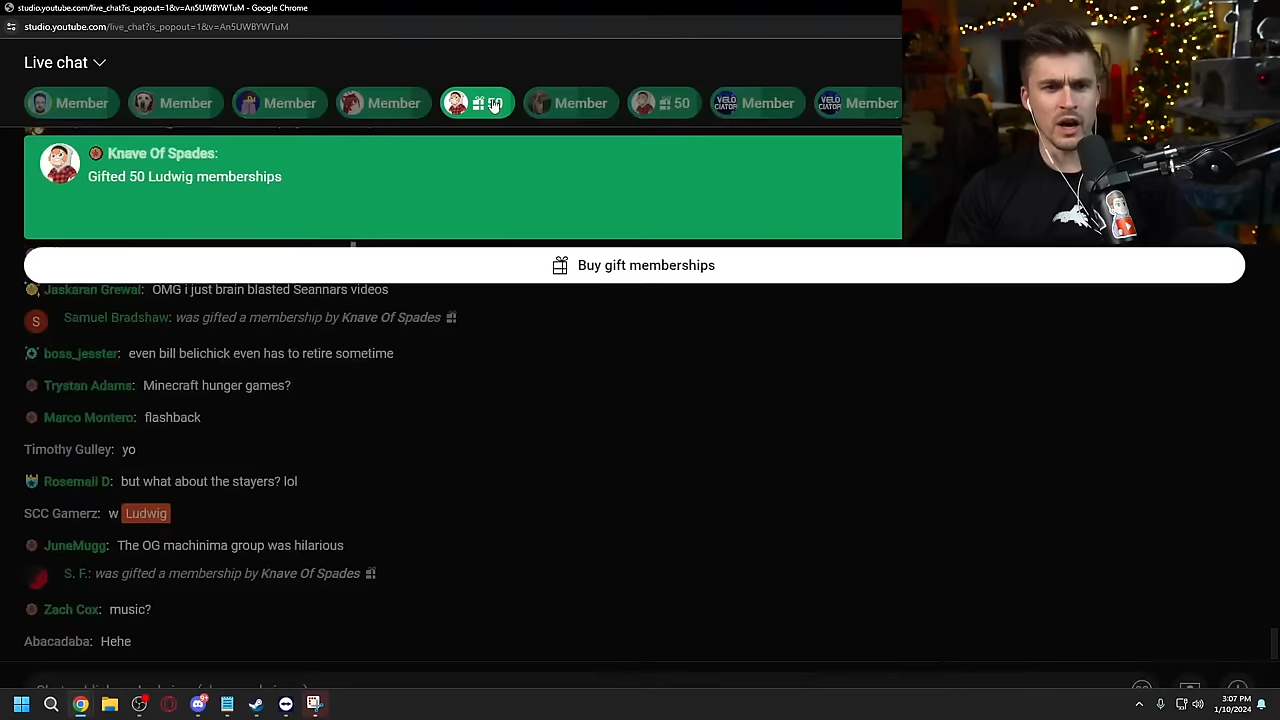 studio.youtube.com/live_chat?is_popout=1&v=An5UWBYWTuM - Google Chrome
studio.youtube.com/live_chat?is_popout=1&v=An5UWBYWTuM
Live chat
Member Member Member Member Member 50 Member Member
Knave Of Spades:
Gifted 50 Ludwig memberships
Buy gift memberships
Jaskaran Grewal: OMG i just brain blasted Seannars videos
S Samuel Bradshaw: was gifted a membership by Knave Of Spades
boss_jesster: even bill belichick even has to retire sometime
Trystan Adams: Minecraft hunger games?
Marco Montero: flashback
Timothy Gulley: yo
Rosemaii D: but what about the stayers? lol
SCC Gamerz: w Ludwig
JuneMugg: The OG machinima group was hilarious
S. F.: was gifted a membership by Knave Of Spades
Zach Cox: music?
Abacadaba: Hehe
3:07 PM
1/10/2024